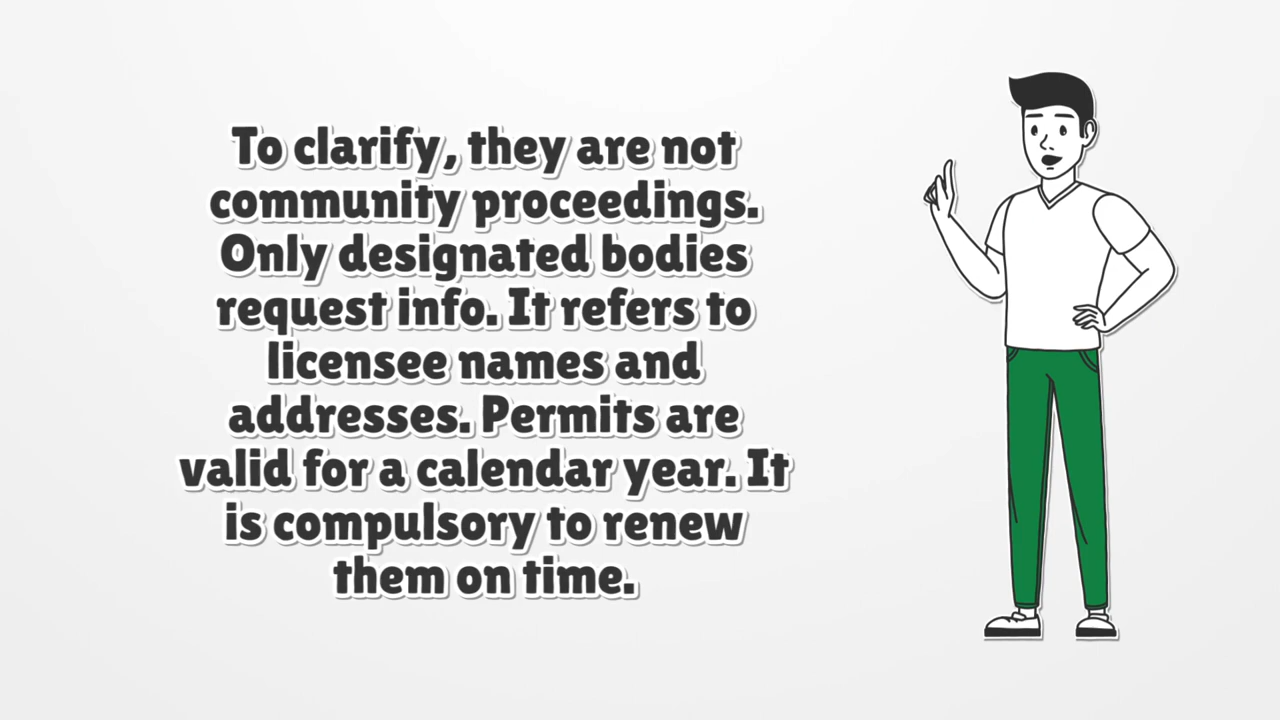 To clarify, they are not
community proceedings.
Only designated bodies
request info. It refers to
licensee names and
addresses. Permits are
valid for a calendar year. It
is compulsory to renew
them on time.